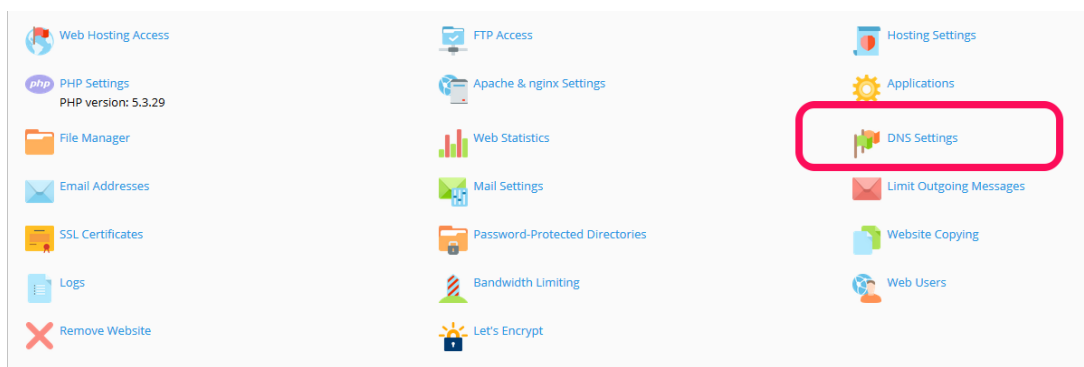 Web Hosting Access
FTP Access
Hosting Settings
php PHP Settings
PHP version: 5.3.29
Apache & nginx Settings
Applications
File Manager
Web Statistics
DNS Settings
Email Addresses
Mail Settings
Limit Outgoing Messages
SSL Certificates
Password-Protected Directories
Website Copying
Logs
Bandwidth Limiting
Web Users
Remove Website
Let's Encrypt